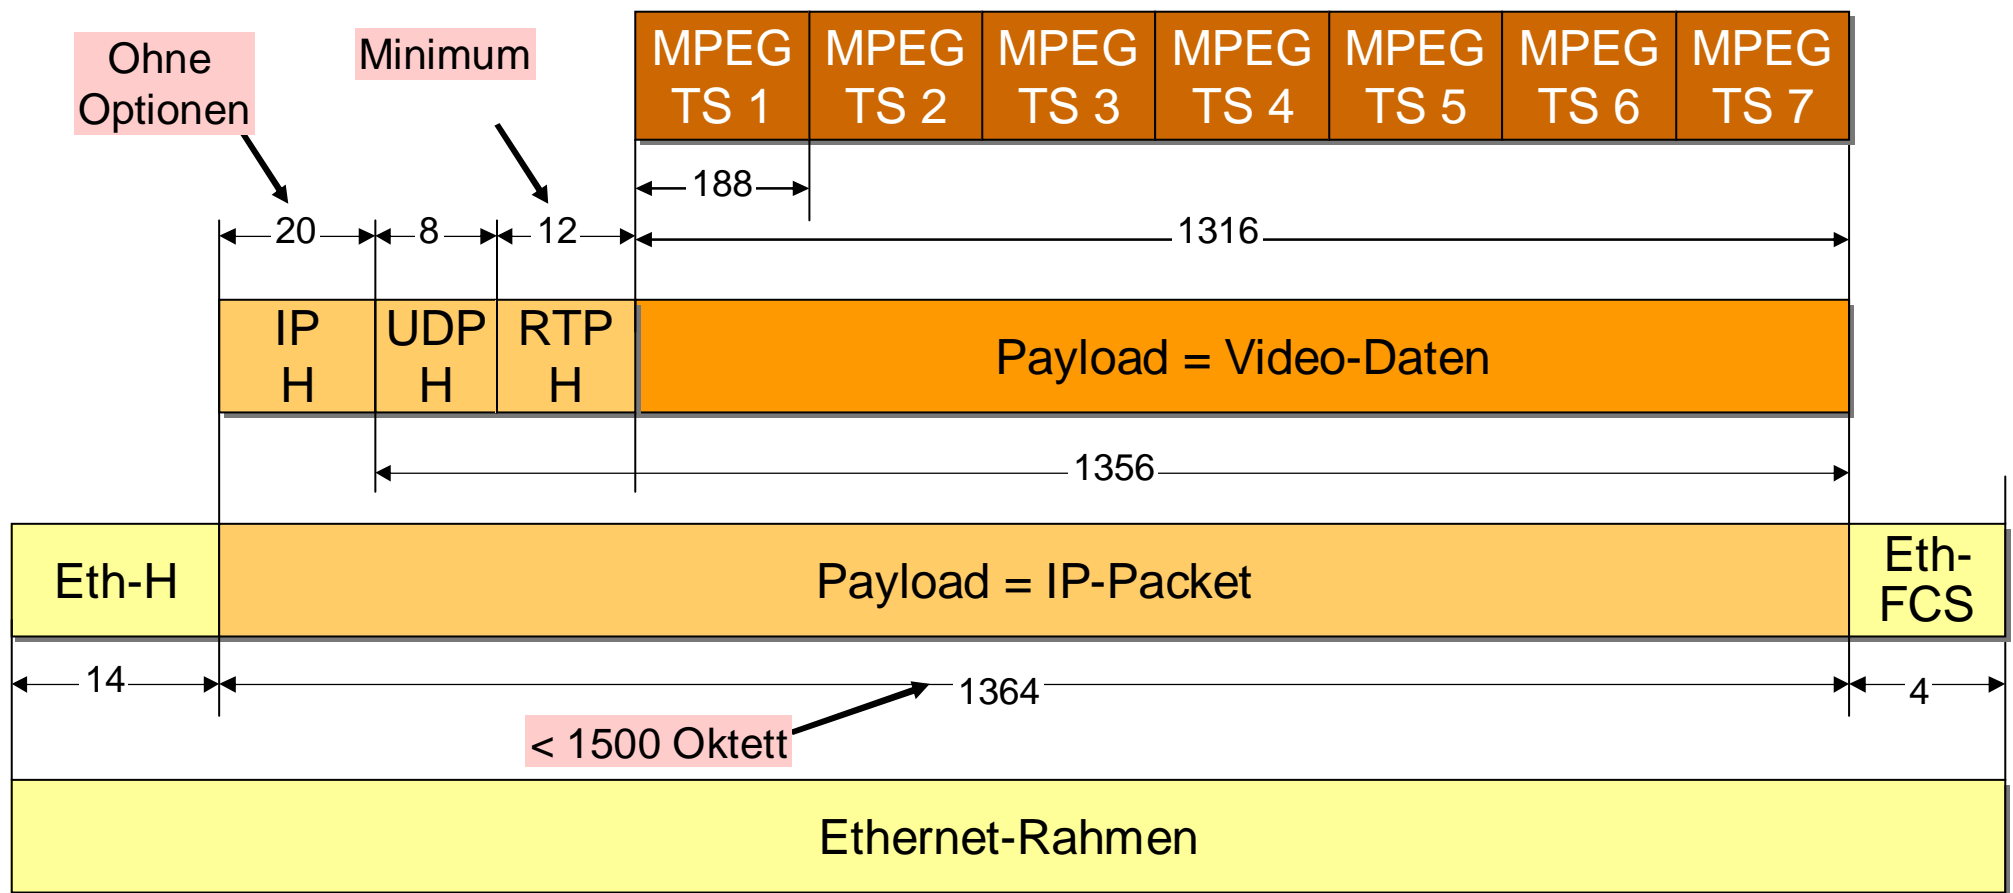 Ohne
Optionen
Minimum
MPEG
TS 1
MPEG
TS 2
MPEG
TS 3
MPEG
TS 4
MPEG
TS 5
MPEG
TS 6
MPEG
TS 7
188
20
8
12
1316
IP
H
UDP
H
RTP
H
Payload = Video-Daten
1356
Eth-H
Payload = IP-Packet
Eth-
FCS
14
1364
4
< 1500 Oktett
Ethernet-Rahmen